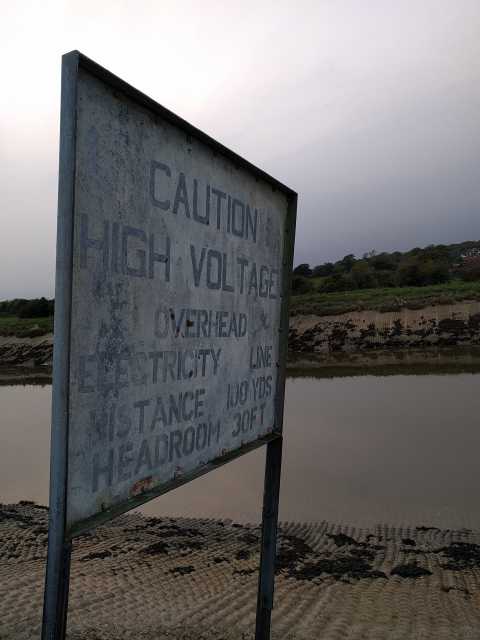 CAUTION
HIGH VOLTAGE
OVERHEAD
ELECTRICITY LINE
DISTANCE 100 YDS
HEADROOM 30FT